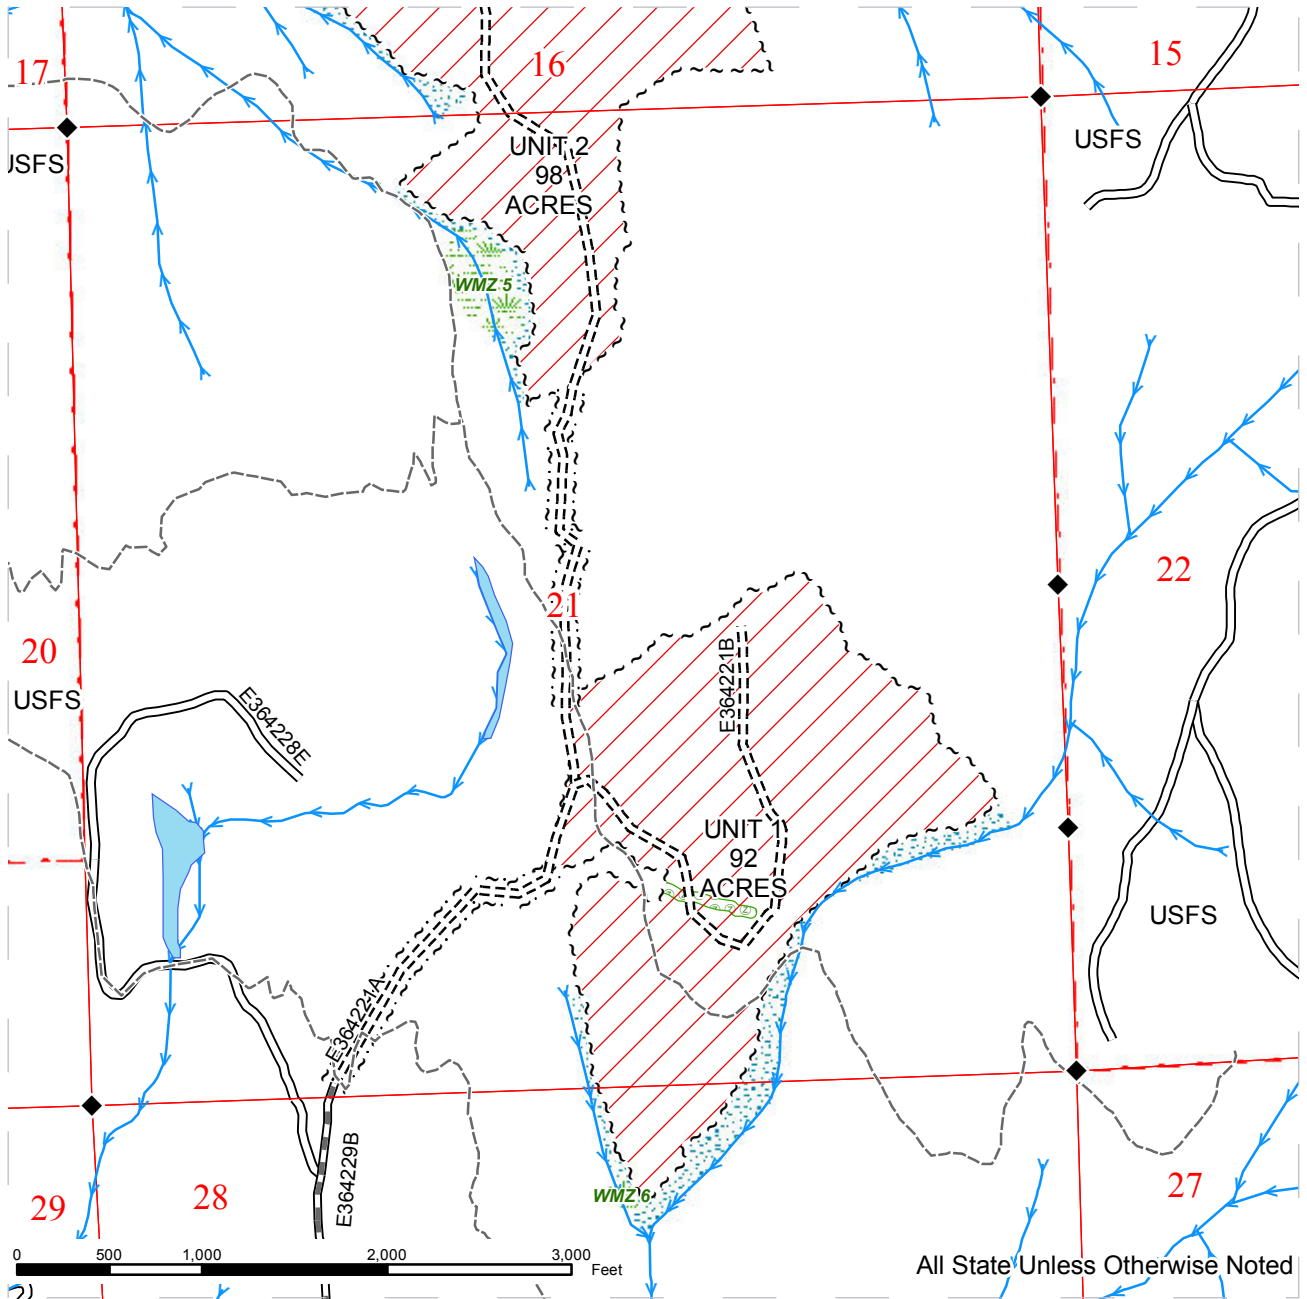 17
16
15
USFS
UNIT 2
98
ACRES
USFS
WMZ 5
22
21
20
USFS
E364221B
E364228E
UNIT
92
ACRES
USFS
E364221A
E364229B
WMZ 6
27
28
29
0 500 1,000 2,000 3,000
Feet
All State Unless Otherwise Noted